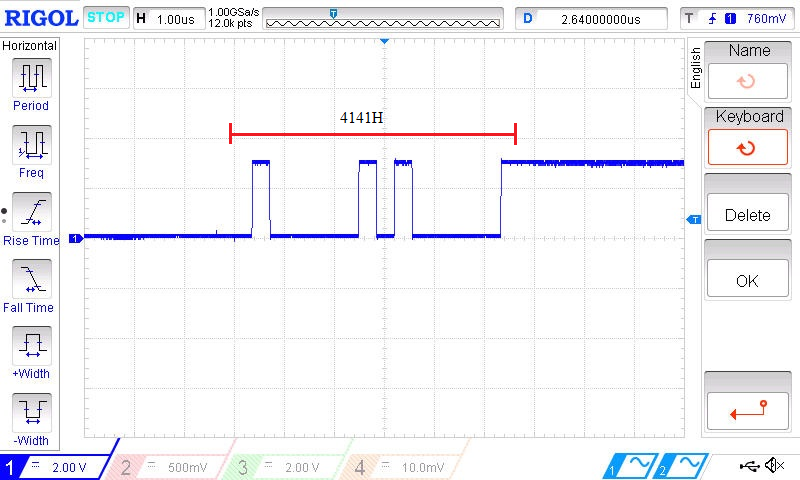 RIGOL STOP H 1.00us 1.00GSa/s 12.0k pts T D 2.64000000us T 1 760mV
Horizontal
Period
Freq
Rise Time
Fall Time
+Width
-Width
4141H
1
T
English
Name
Keyboard
Delete
OK
1 2.00 V 2 500mV 3 2.00 V 4 10.0mV 1 2